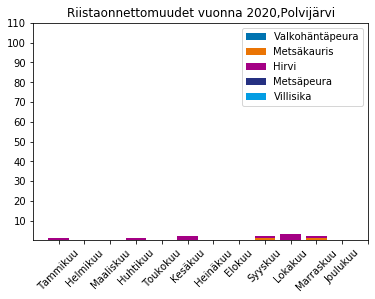 Riistaonnettomuudet vuonna 2020,Polvijärvi
110
100
90
80
70
60
50
40
30
20
10
Valkohäntäpeura
Metsäkauris
Hirvi
Metsäpeura
Villisika
Tammikuu
Helmikuu
Maaliskuu
Huhtikuu
Toukokuu
Kesäkuu
Heinäkuu
Elokuu
Syyskuu
Lokakuu
Marraskuu
Joulukuu